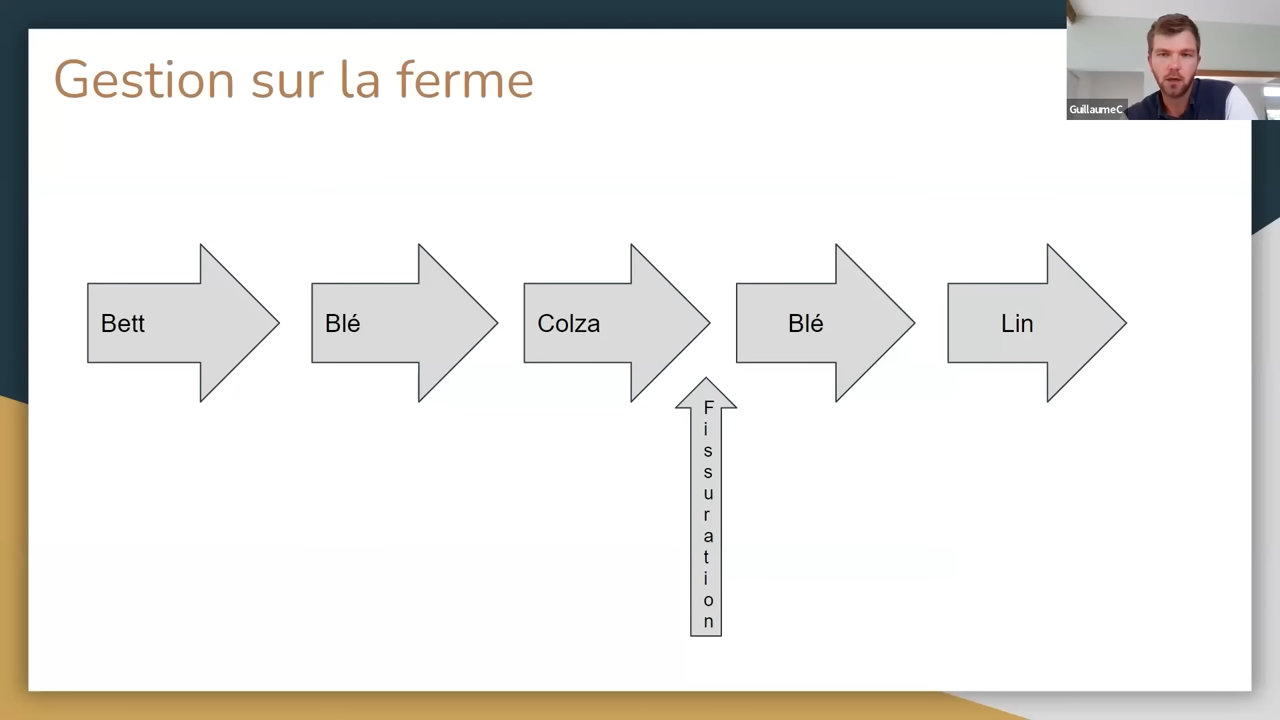 Gestion sur la ferme
GuillaumeC
Bett
Blé
Colza
Blé
Lin
Fissuration